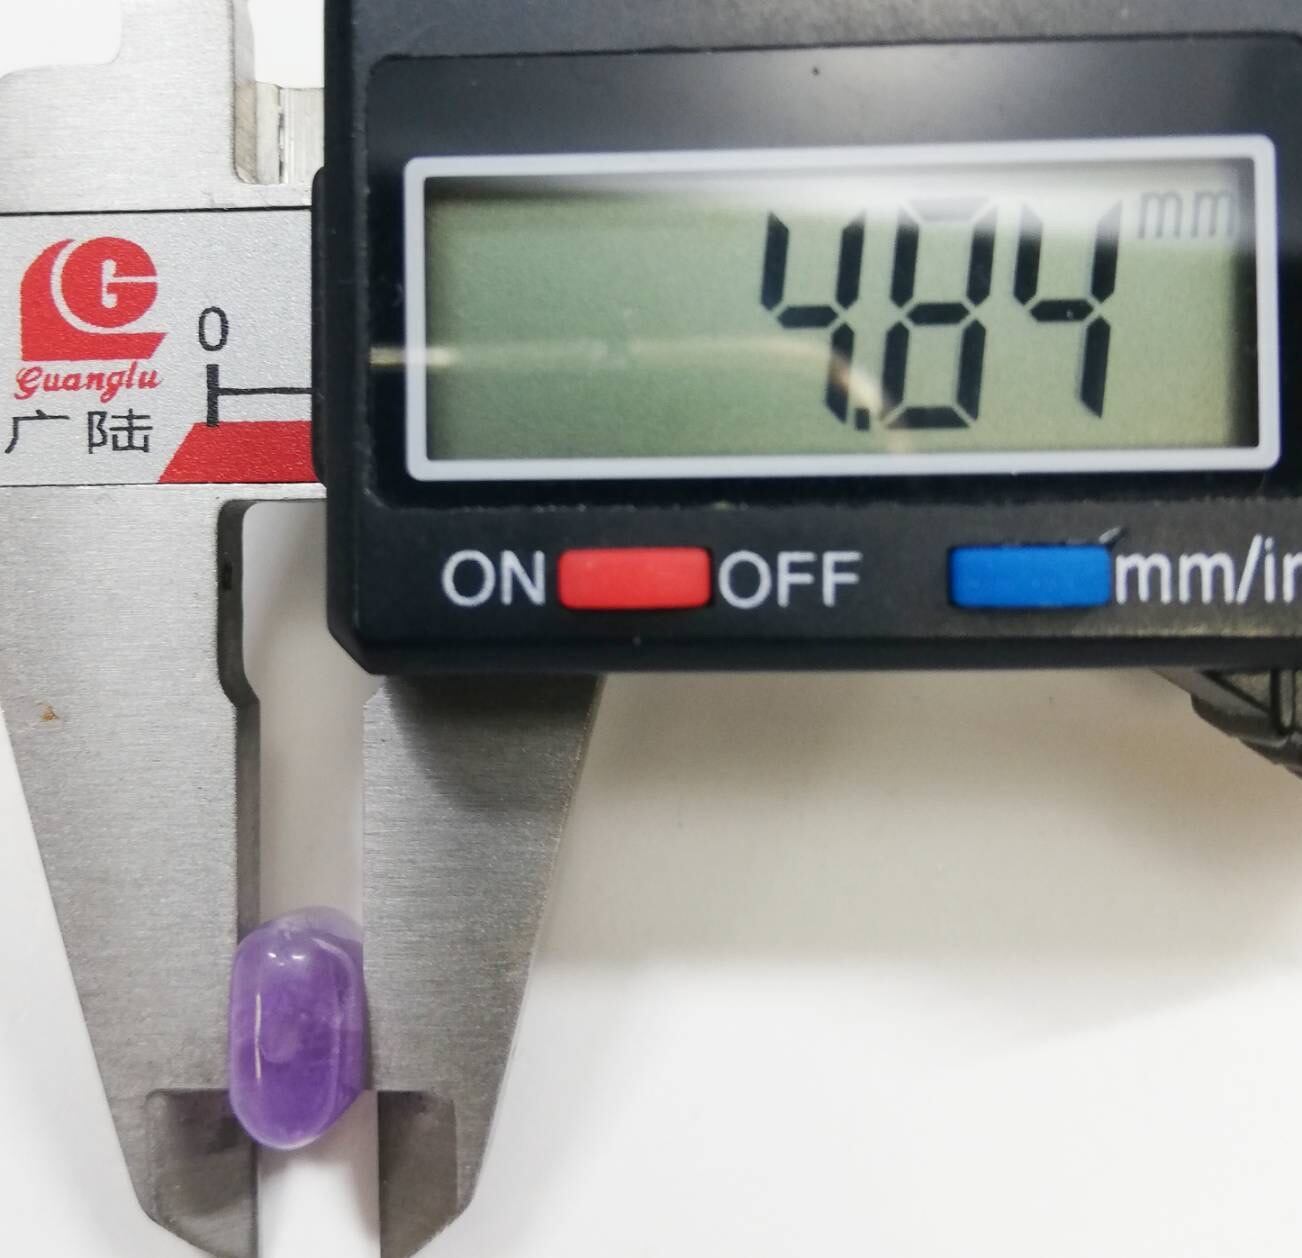 4.84 mm
G
Guanglu
广陆
0
ON OFF mm/in